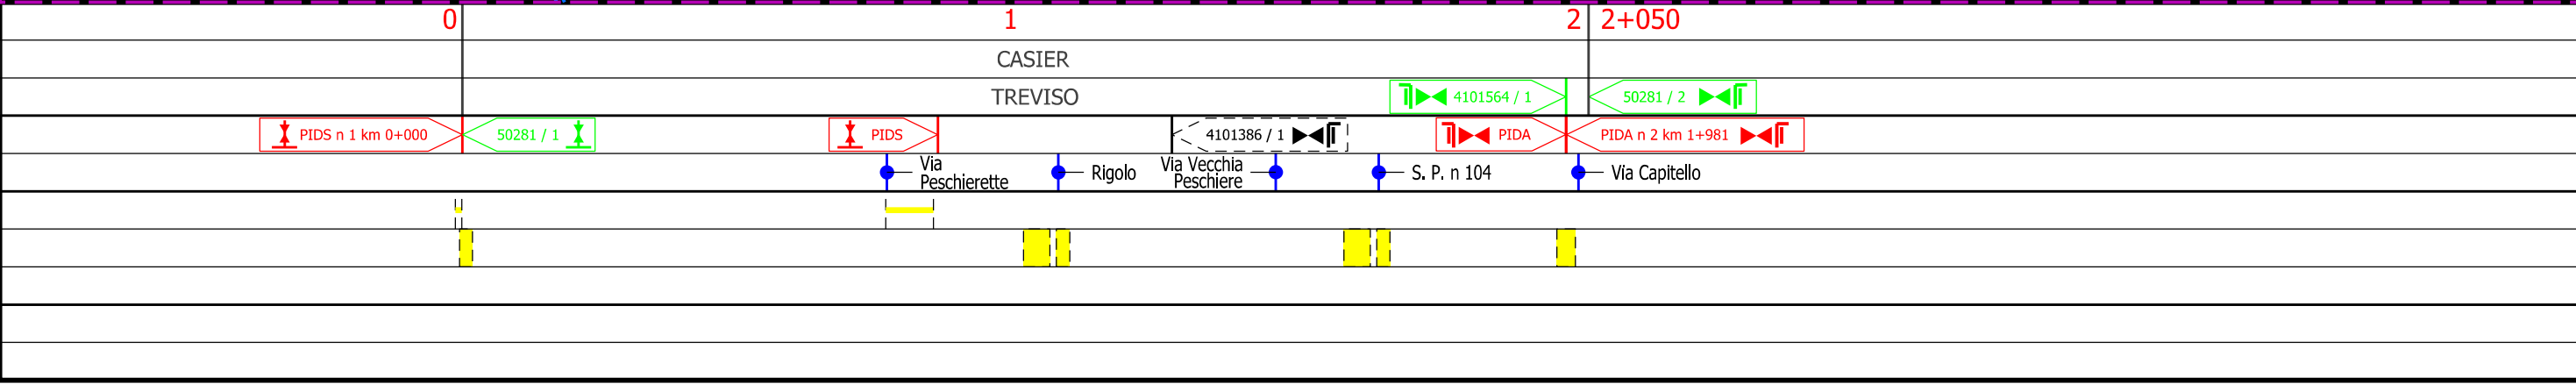 0 1 2 2+050
CASIER
TREVISO 4101564 / 1 50281 / 2
PIDS n 1 km 0+000 50281 / 1 PIDS 4101386 / 1 PIDA PIDA n 2 km 1+981
Via
Peschierette
Rigolo
Via Vecchia
Peschiere
S. P. n 104
Via Capitello